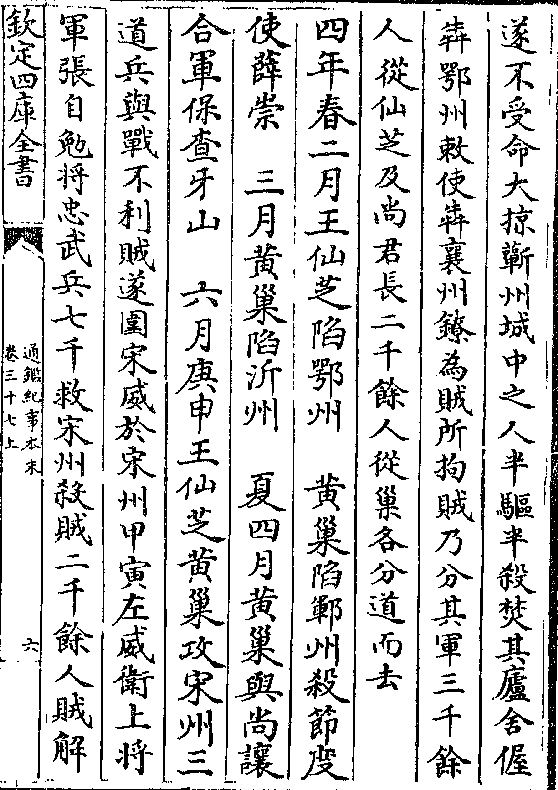 遂不受命大掠蘄州城中之人半驅半殺焚其廬舍偓
犇鄂州敕使犇襄州鐐為賊所拘賊乃分其軍三千餘
人從仙芝及尚君長二千餘人從巢各分道而去
四年春二月王仙芝陷鄂州　黃巢陷鄆州殺節度
使薛崇　三月黃巢陷沂州　夏四月黃巢與尚讓
合軍保查牙山　六月庚申王仙芝黃巢攻宋州三
道兵與戰不利賊遂圍宋威於宋州甲寅左威衛上將
軍張自勉將忠武兵七千救宋州殺賊二千餘人賊解
欽定四庫全書
通鑑紀事本末
卷三十七上
六